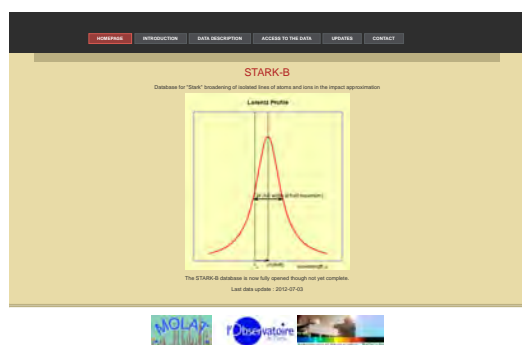 HOMEPAGE INTRODUCTION DATA DESCRIPTION ACCESS TO THE DATA UPDATES CONTACT
STARK-B
Database for "Stark" broadening of isolated lines of atoms and ions in the impact approximation
Lorentz Profile
The STARK-B database is now fully opened though not yet complete.
Last data update : 2012-07-03
MOLAT
l'Observatoire